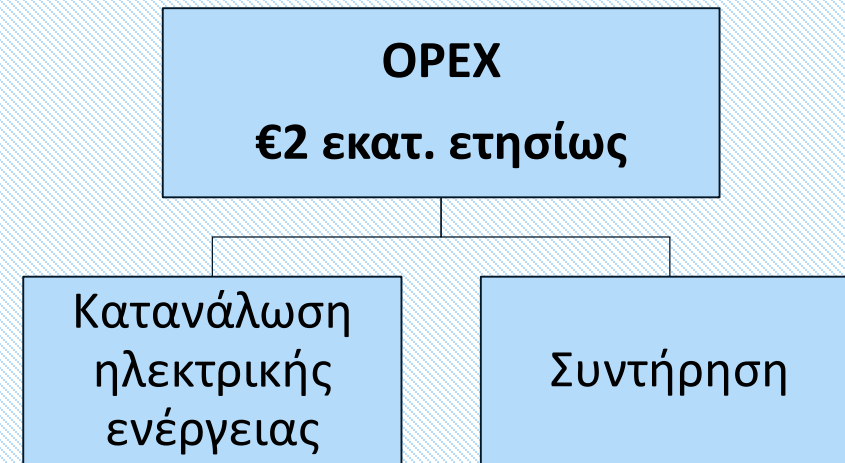 OPEX
€2 εκατ. ετησίως
Κατανάλωση
ηλεκτρικής
ενέργειας
Συντήρηση